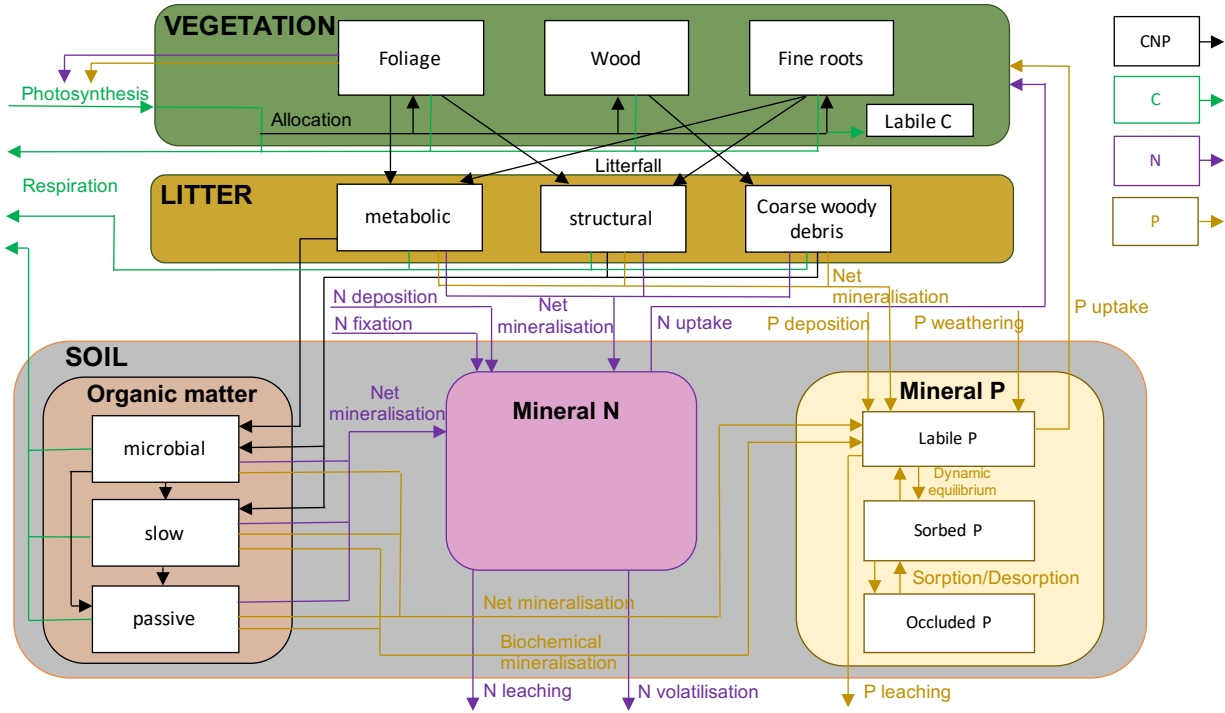 VEGETATION
Foliage
Wood
Fine roots
CNP
Photosynthesis
C
Allocation
Labile C
Litterfall
N
Respiration
LITTER
metabolic
structural
Coarse woody
debris
P
Net
mineralisation
N deposition
Net
mineralisation
N fixation
N uptake
P deposition
P weathering
P uptake
SOIL
Organic matter
Net
mineralisation
Mineral N
Mineral P
microbial
Labile P
Dynamic
equilibrium
slow
Sorbed P
Sorption/Desorption
passive
Net mineralisation
Occluded P
Biochemical
mineralisation
N leaching
N volatilisation
P leaching